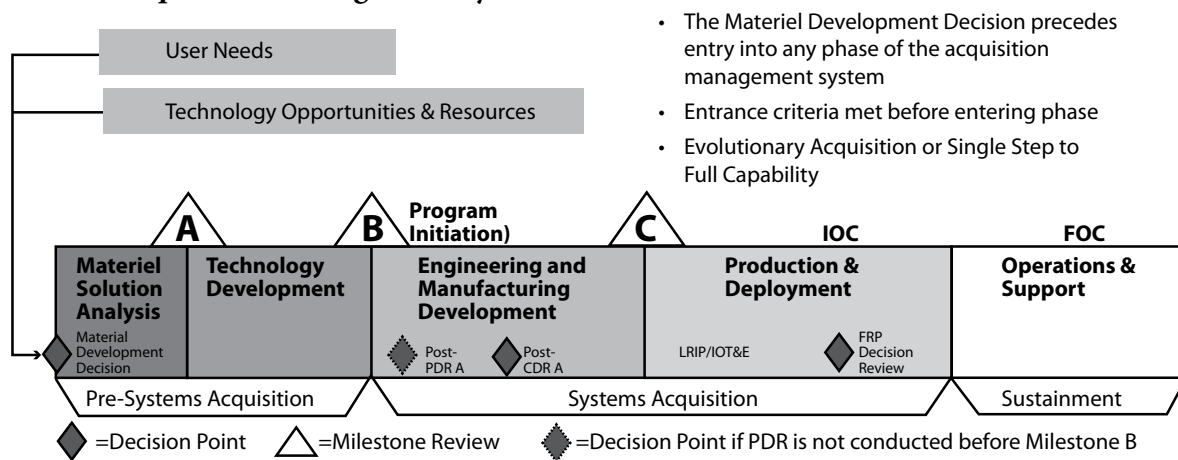 User Needs
Technology Opportunities & Resources
• The Materiel Development Decision precedes
entry into any phase of the acquisition
management system
• Entrance criteria met before entering phase
• Evolutionary Acquisition or Single Step to
Full Capability
A
B
Program
Initiation)
C
IOC
FOC
Materiel
Solution
Analysis
Material
Development
Decision
Technology
Development
Engineering and
Manufacturing
Development
Post-
PDR A
Post-
CDR A
Production &
Deployment
LRIP/IOT&E
FRP
Decision
Review
Operations &
Support
Pre-Systems Acquisition
Systems Acquisition
Sustainment
=Decision Point
=Milestone Review
=Decision Point if PDR is not conducted before Milestone B